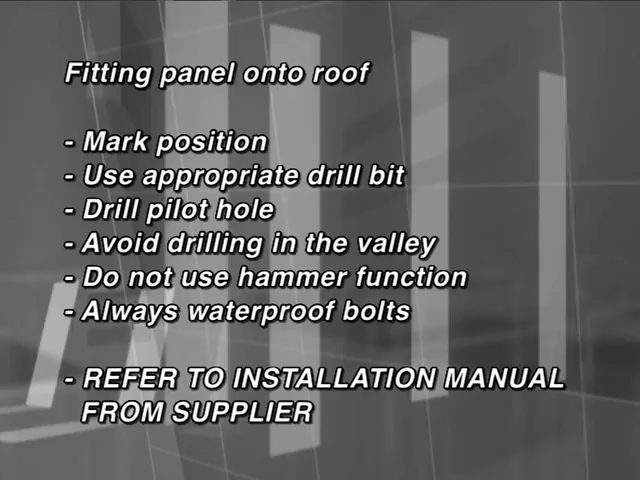 Fitting panel onto roof
- Mark position
- Use appropriate drill bit
- Drill pilot hole
- Avoid drilling in the valley
- Do not use hammer function
- Always waterproof bolts
- REFER TO INSTALLATION MANUAL
FROM SUPPLIER